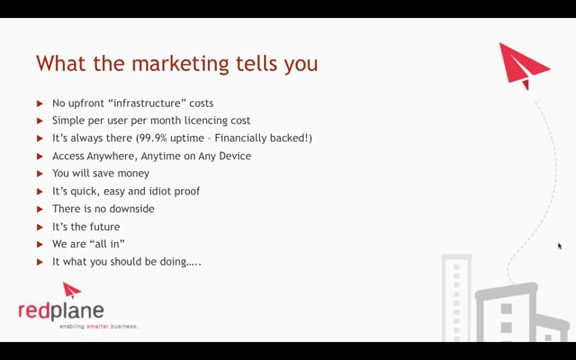 What the marketing tells you
No upfront “infrastructure” costs
Simple per user per month licencing cost
It’s always there (99.9% uptime – Financially backed!)
Access Anywhere, Anytime on Any Device
You will save money
It’s quick, easy and idiot proof
There is no downside
It’s the future
We are “all in”
It what you should be doing…..
redplane
enabling smarter business.